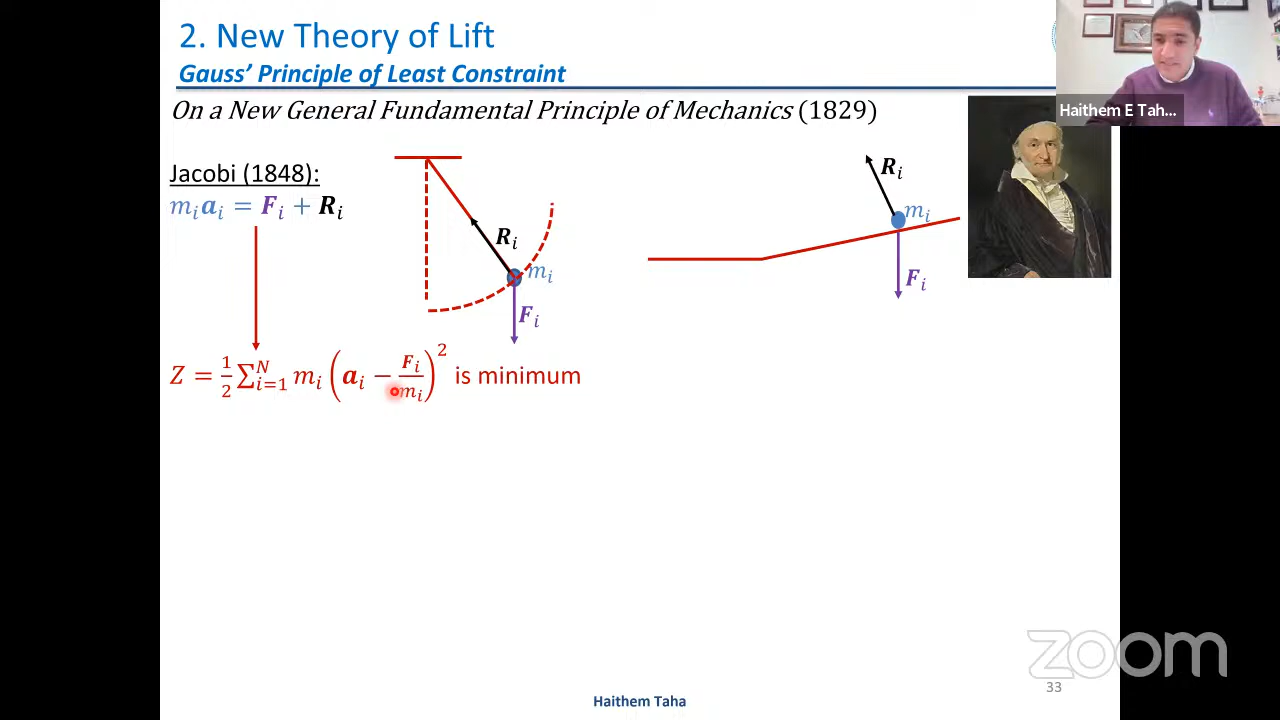 2. New Theory of Lift
Gauss' Principle of Least Constraint
On a New General Fundamental Principle of Mechanics (1829)
Haithem E Tah...
Jacobi (1848):
m_i a_i = F_i + R_i
R_i
m_i
F_i
R_i
m_i
F_i
Z = 1/2 ∑_{i=1}^{N} m_i (a_i − F_i/m_i)^2 is minimum
zoom
33
Haithem Taha